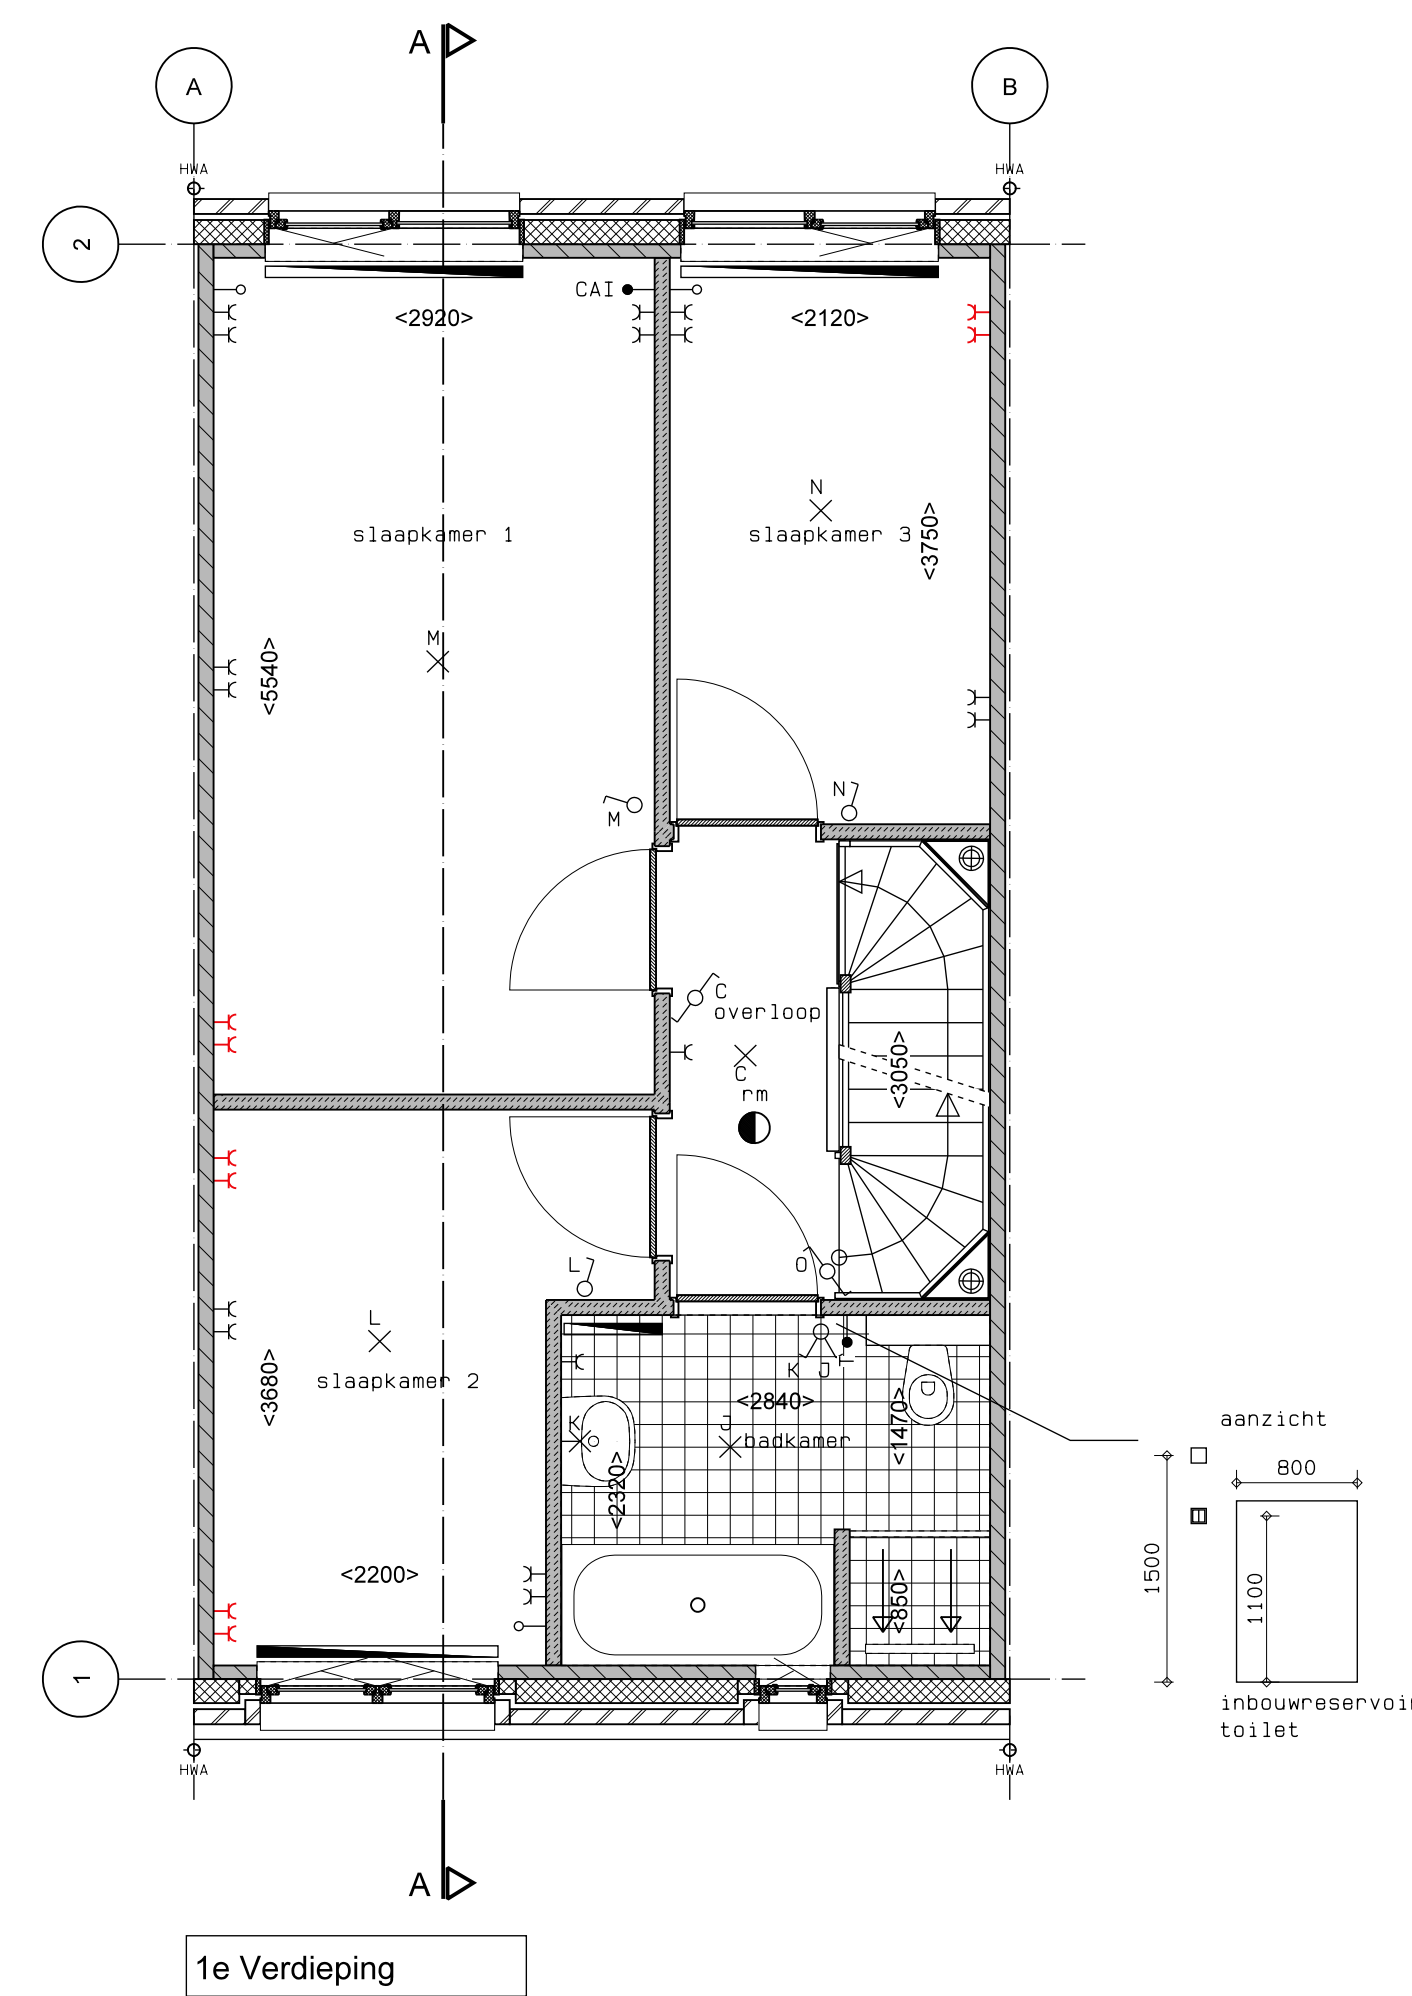 A
A
B
HWA
HWA
2
CAI
<2920>
<2120>
N
slaapkamer 1
slaapkamer 3
<3750>
M
<5540>
N
M
C
overloop
C
rm
<3050>
L
O
L
slaapkamer 2
<3680>
K
J
T
<2840>
K
J
badkamer
<1470>
<2320>
aanzicht
800
1500
1100
<2200>
<850>
1
inbouwreservoir
toilet
HWA
HWA
A
1e Verdieping